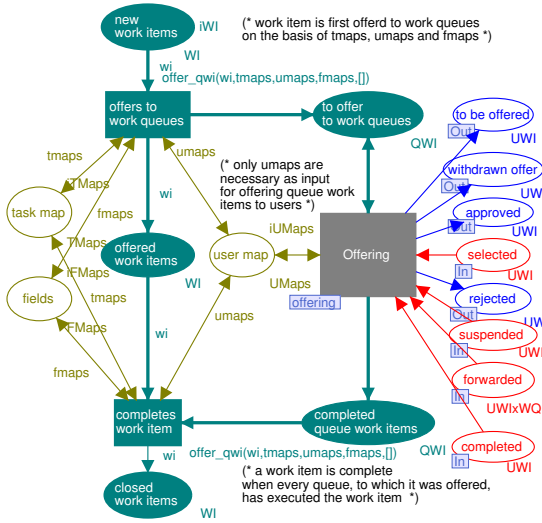 new
work items
iWI
(* work item is first offerd to work queues
on the basis of tmaps, umaps and fmaps *)
WI
wi
offer_qwi(wi,tmaps,umaps,fmaps,[])
offers to
work queues
to offer
to work queues
to be offered
Out
UWI
QWI
tmaps
umaps
(* only umaps are
necessary as input
for offering queue work
items to users *)
withdrawn offer
Out
UWI
iTMaps
wi
task map
fmaps
approved
Out
UWI
iUMaps
TMaps
offered
work items
user map
Offering
selected
In
UWI
iFMaps
WI
UMaps
tmaps
fields
offering
rejected
Out
UWI
FMaps
umaps
wi
suspended
In
UWI
fmaps
forwarded
In
UWIxWQ
completes
work item
completed
queue work items
completed
In
UWI
wi
offer_qwi(wi,tmaps,umaps,fmaps,[])
QWI
(* a work item is complete
when every queue, to which it was offered,
has executed the work item *)
closed
work items
WI